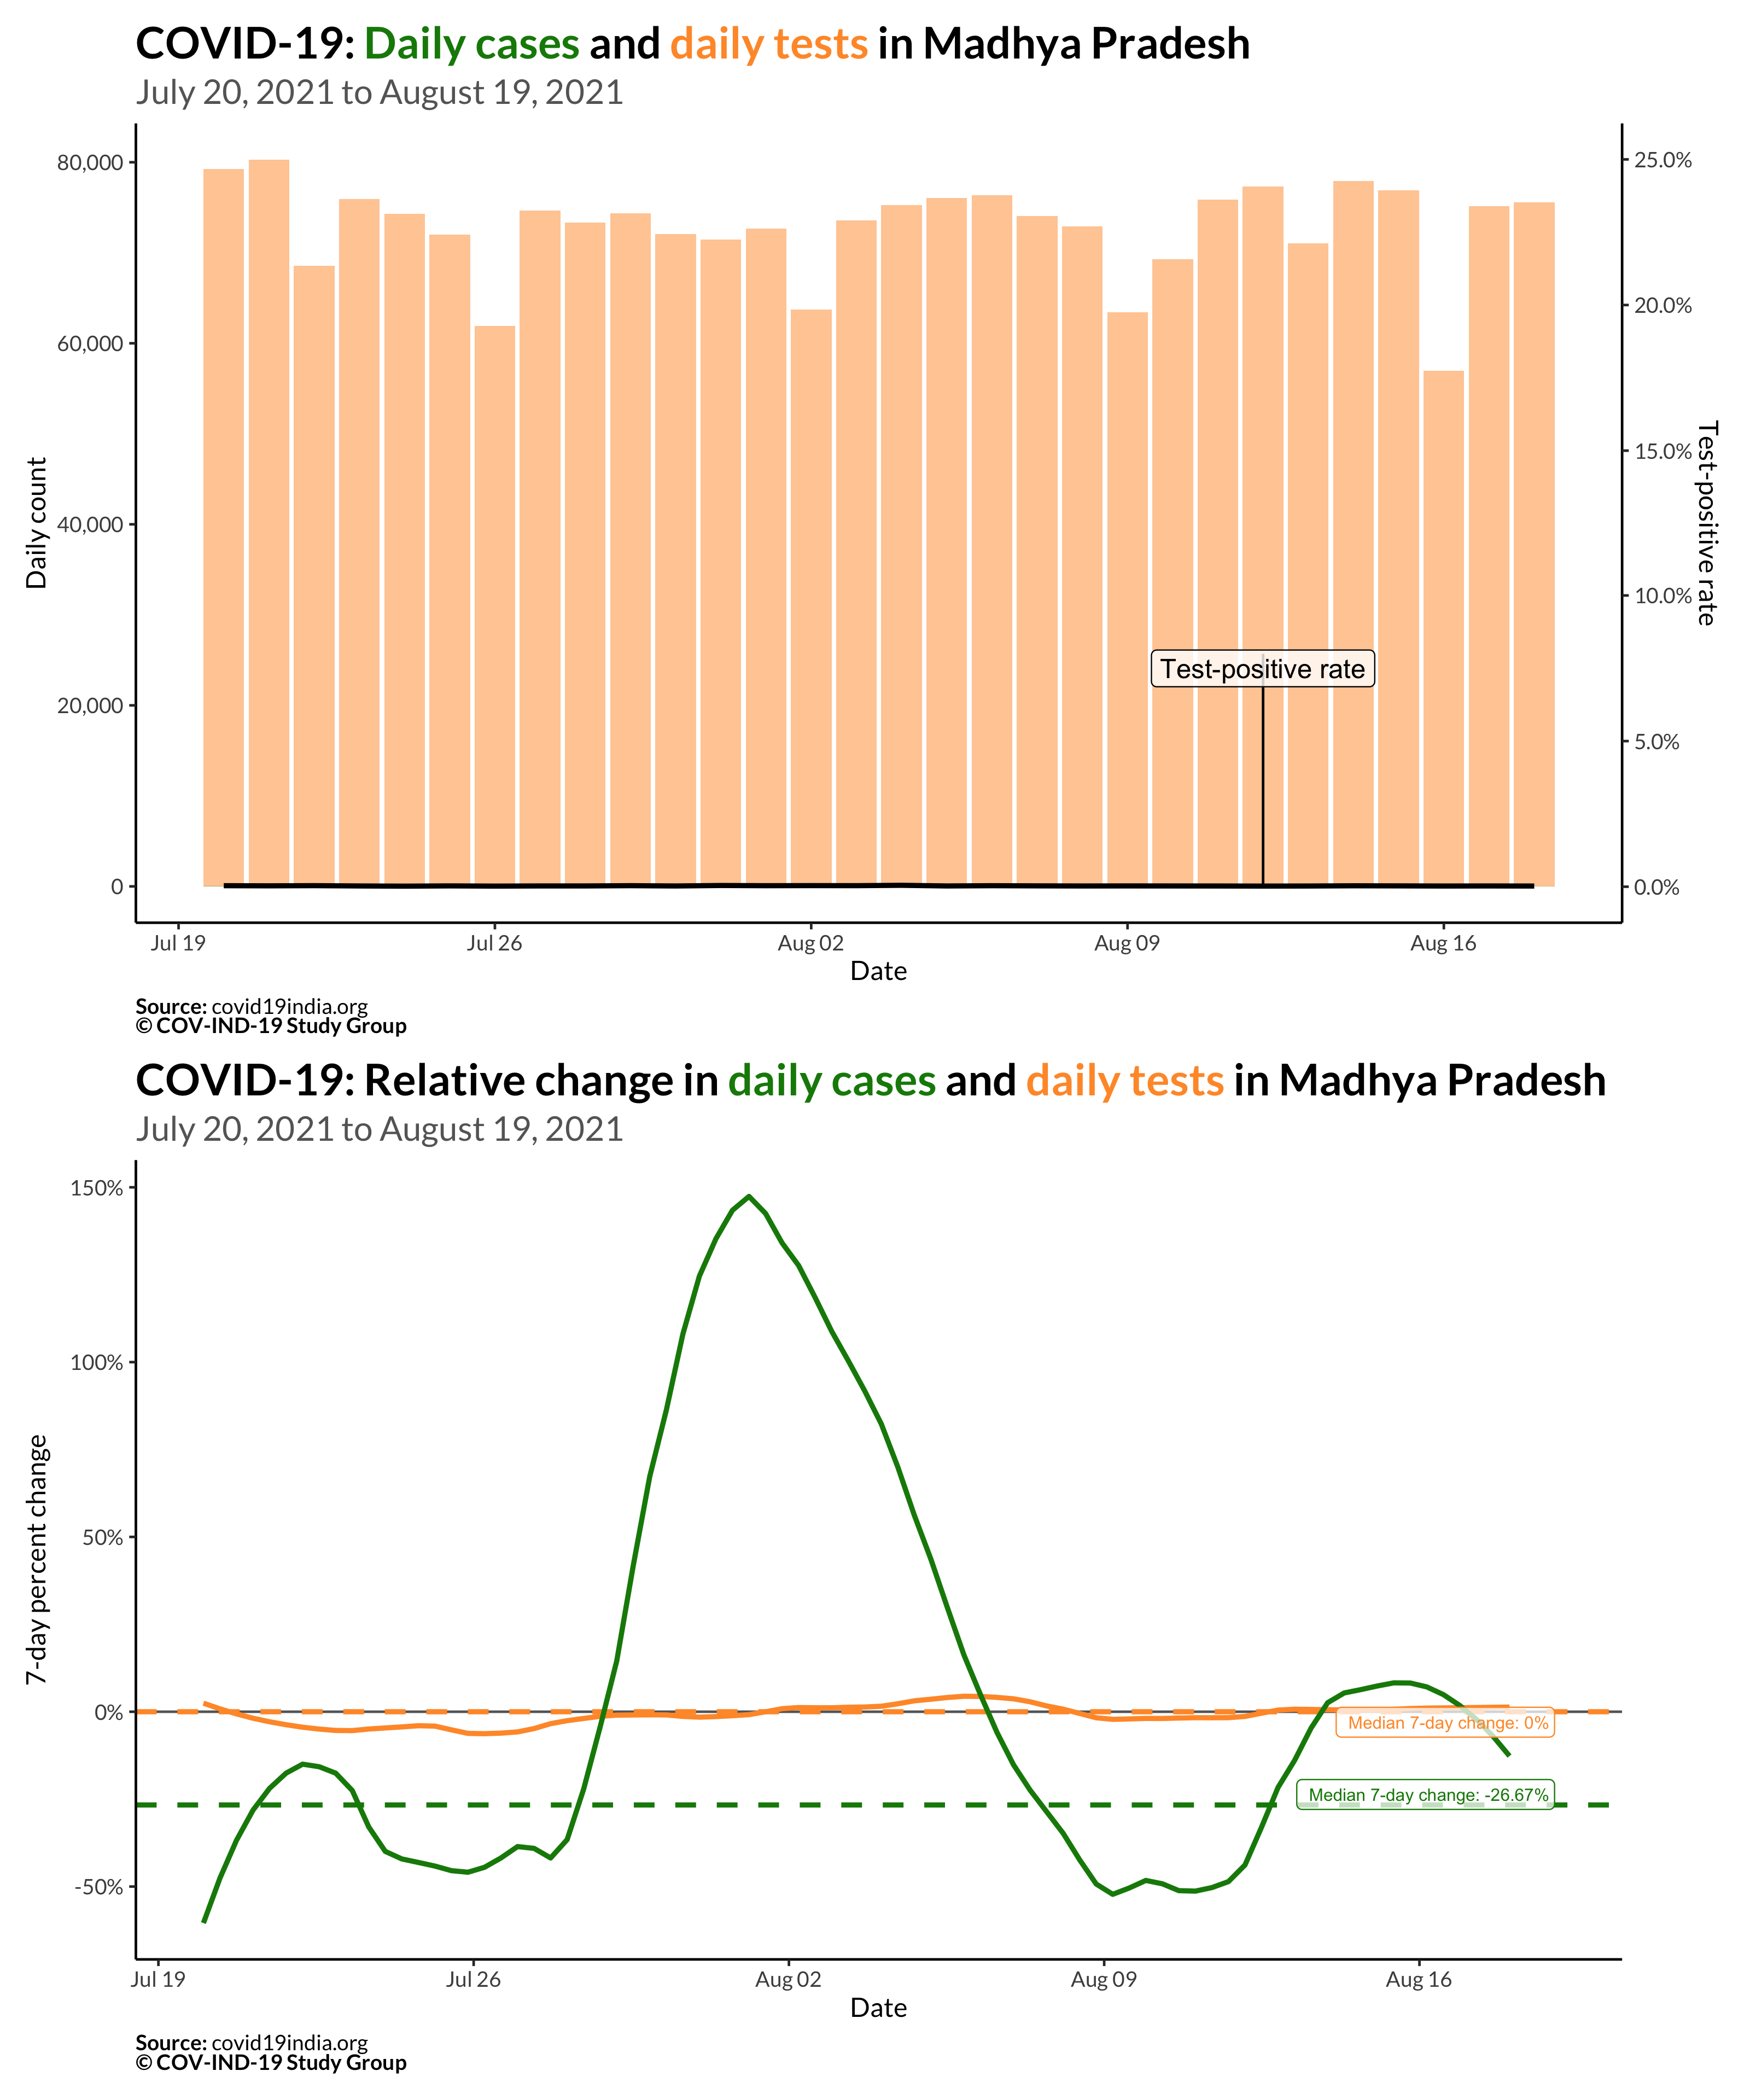 COVID-19: Daily cases and daily tests in Madhya Pradesh
July 20, 2021 to August 19, 2021
80,000
60,000
40,000
20,000
0
Daily count
25.0%
20.0%
15.0%
10.0%
5.0%
0.0%
Test-positive rate
Test-positive rate
Jul 19
Jul 26
Aug 02
Aug 09
Aug 16
Date
Source: covid19india.org
© COV-IND-19 Study Group
COVID-19: Relative change in daily cases and daily tests in Madhya Pradesh
July 20, 2021 to August 19, 2021
150%
100%
50%
0%
-50%
7-day percent change
Median 7-day change: 0%
Median 7-day change: -26.67%
Jul 19
Jul 26
Aug 02
Aug 09
Aug 16
Date
Source: covid19india.org
© COV-IND-19 Study Group